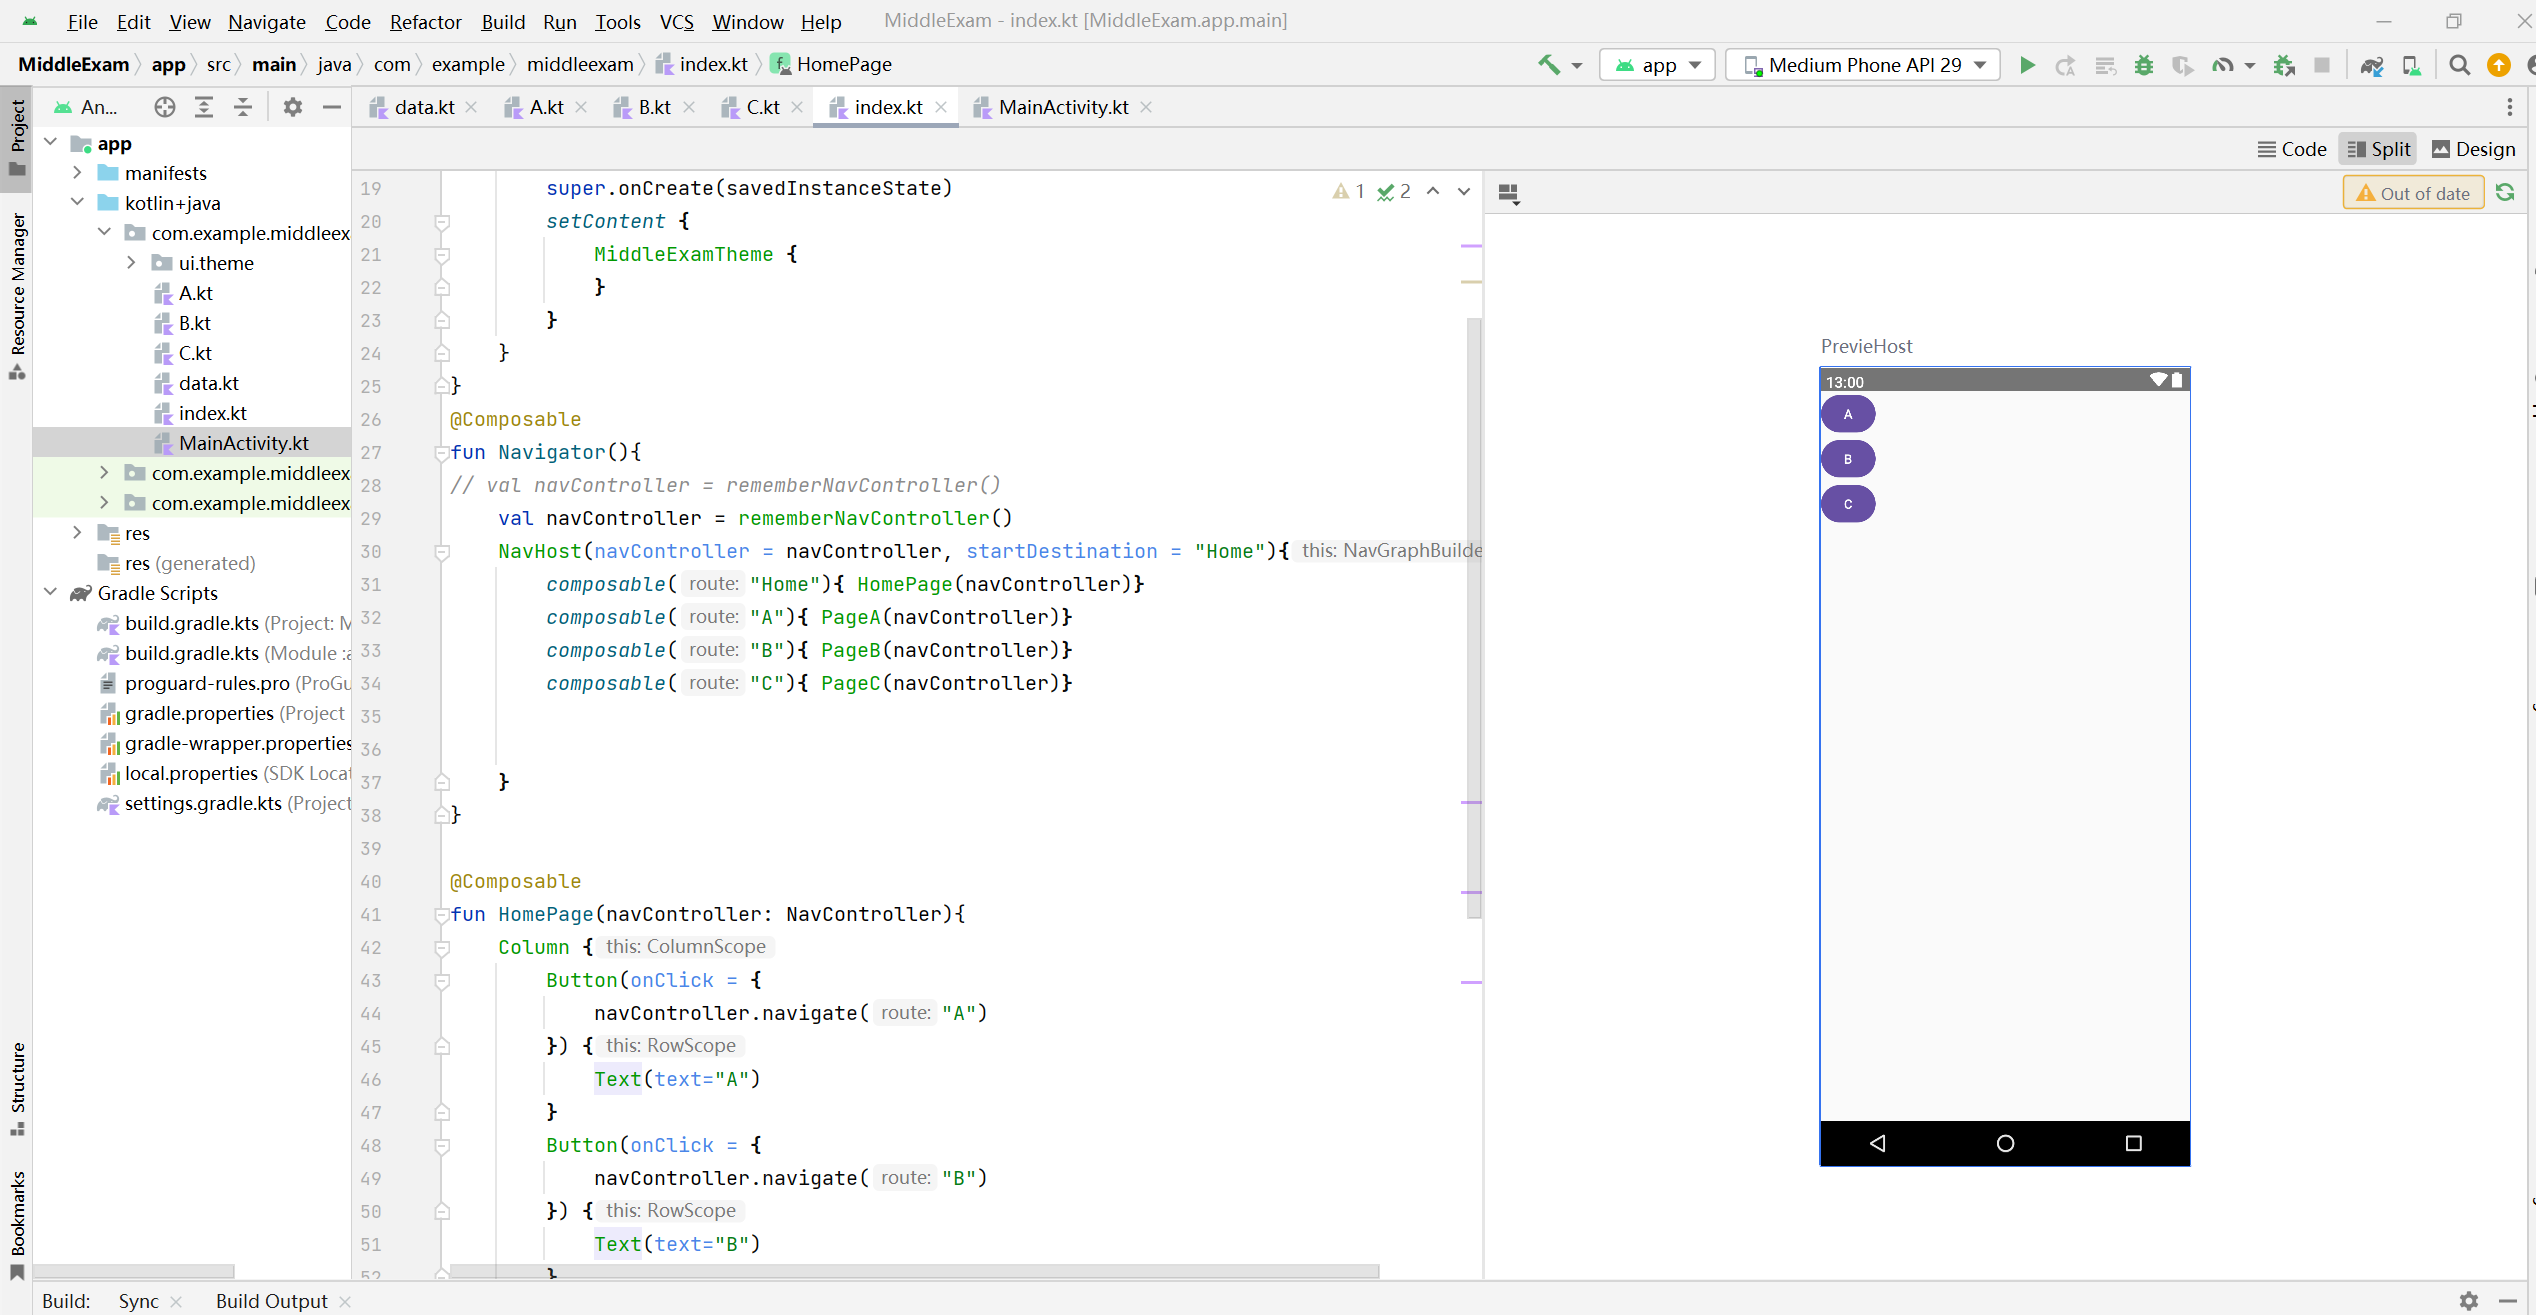 File Edit View Navigate Code Refactor Build Run Tools VCS Window Help MiddleExam - index.kt [MiddleExam.app.main]
MiddleExam app src main java com example middleexam index.kt HomePage app Medium Phone API 29
Project
Resource Manager
Structure
Bookmarks
An...
data.kt A.kt B.kt C.kt index.kt MainActivity.kt
Code Split Design
app
manifests
kotlin+java
com.example.middleex
ui.theme
A.kt
B.kt
C.kt
data.kt
index.kt
MainActivity.kt
com.example.middleex
com.example.middleex
res
res (generated)
Gradle Scripts
build.gradle.kts (Project: M
build.gradle.kts (Module :a
proguard-rules.pro (ProGu
gradle.properties (Project
gradle-wrapper.properties
local.properties (SDK Locat
settings.gradle.kts (Project
1 2
19 super.onCreate(savedInstanceState)
20 setContent {
21 MiddleExamTheme {
22 }
23 }
24 }
25 }
26 @Composable
27 fun Navigator(){
28 // val navController = rememberNavController()
29 val navController = rememberNavController()
30 NavHost(navController = navController, startDestination = "Home"){ this: NavGraphBuilde
31 composable( route: "Home"){ HomePage(navController)}
32 composable( route: "A"){ PageA(navController)}
33 composable( route: "B"){ PageB(navController)}
34 composable( route: "C"){ PageC(navController)}
35
36
37 }
38 }
39
40 @Composable
41 fun HomePage(navController: NavController){
42 Column { this: ColumnScope
43 Button(onClick = {
44 navController.navigate( route: "A")
45 }) { this: RowScope
46 Text(text="A")
47 }
48 Button(onClick = {
49 navController.navigate( route: "B")
50 }) { this: RowScope
51 Text(text="B")
52 }
Out of date
PrevieHost
13:00
A
B
C
Build: Sync Build Output